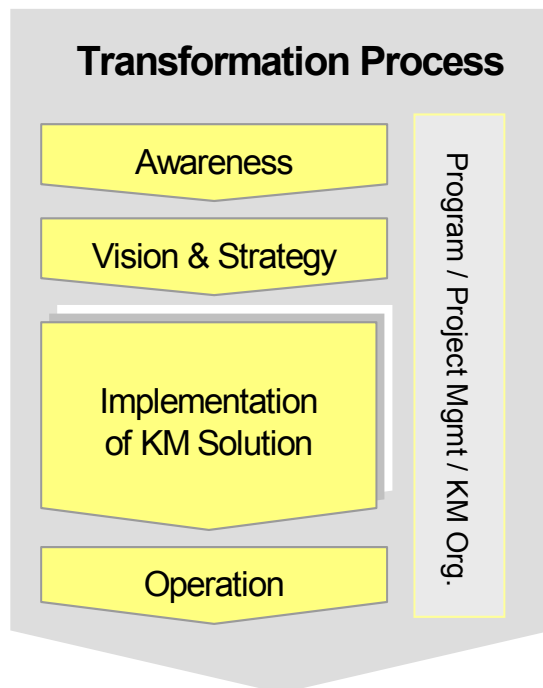 Transformation Process
Awareness
Vision & Strategy
Implementation
of KM Solution
Operation
Program / Project Mgmt / KM Org.